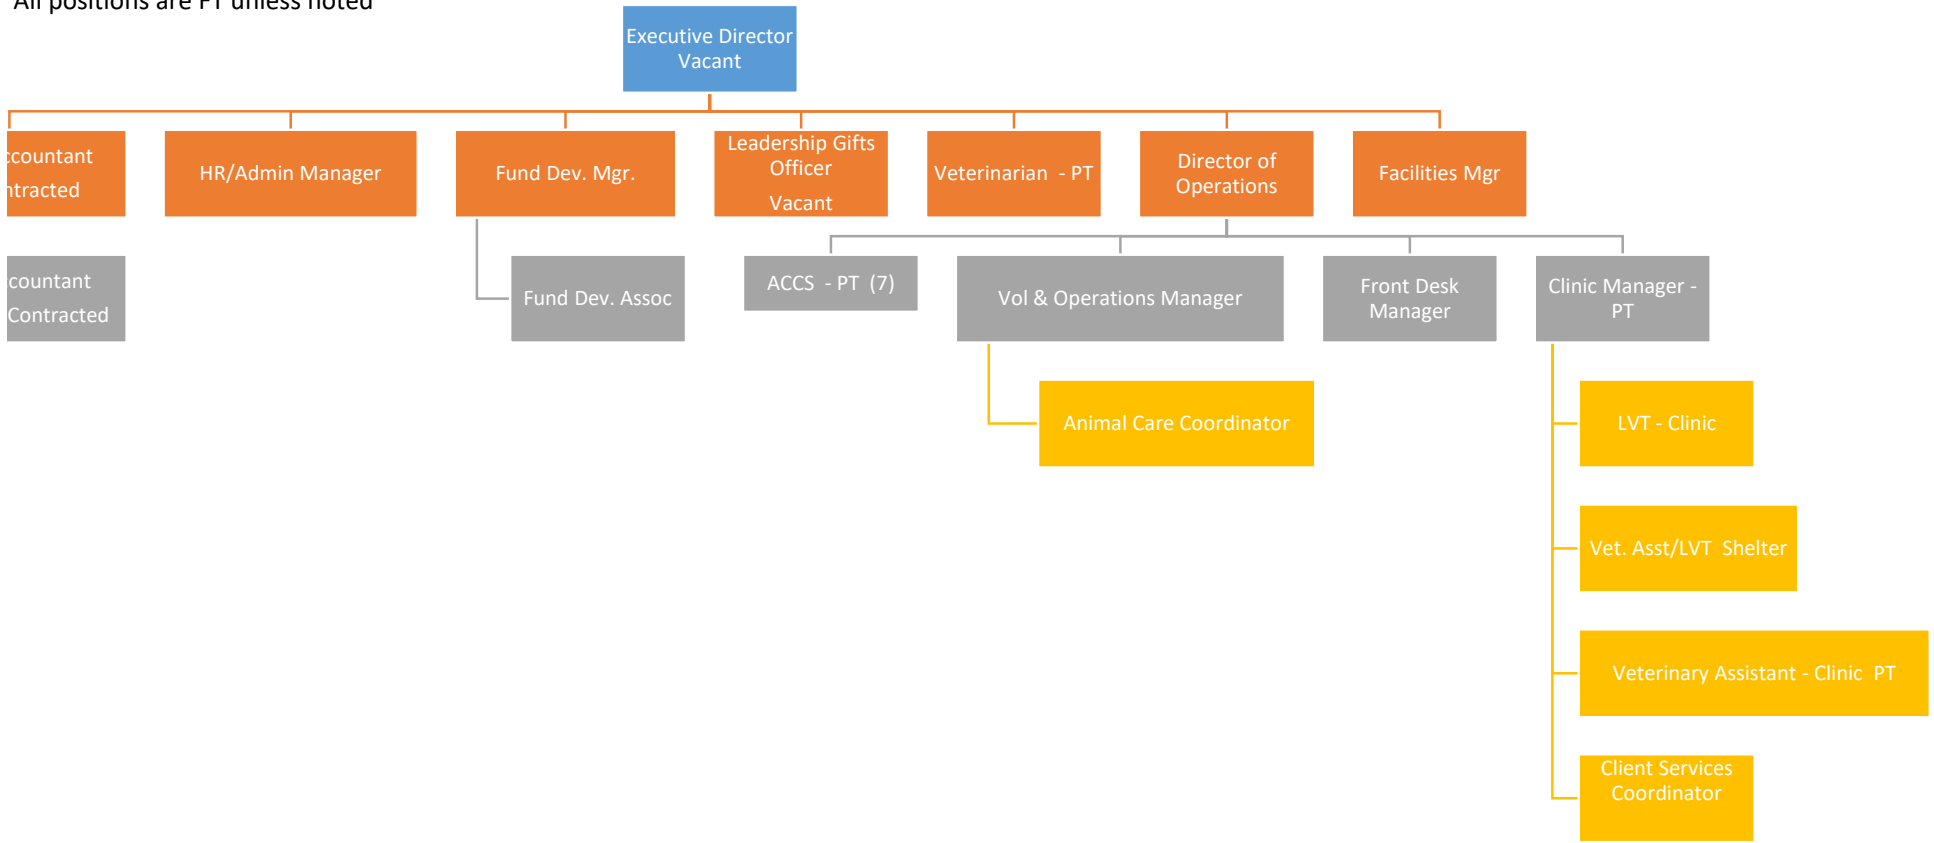 All positions are FT unless noted
Executive Director
Vacant
ccountant
ntracted
HR/Admin Manager
Fund Dev. Mgr.
Leadership Gifts
Officer
Vacant
Veterinarian - PT
Director of
Operations
Facilities Mgr
ccountant
Contracted
Fund Dev. Assoc
ACCS - PT (7)
Vol & Operations Manager
Front Desk
Manager
Clinic Manager -
PT
Animal Care Coordinator
LVT - Clinic
Vet. Asst/LVT Shelter
Veterinary Assistant - Clinic PT
Client Services
Coordinator